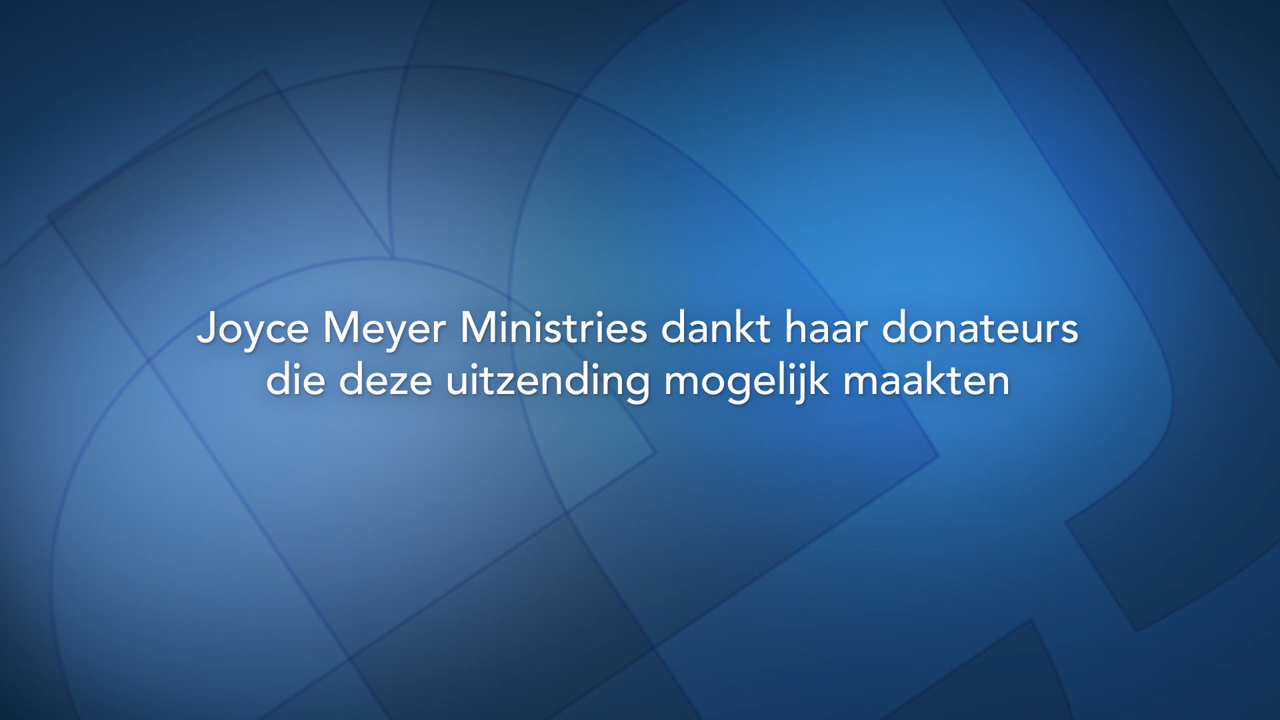 Joyce Meyer Ministries dankt haar donateurs
die deze uitzending mogelijk maakten